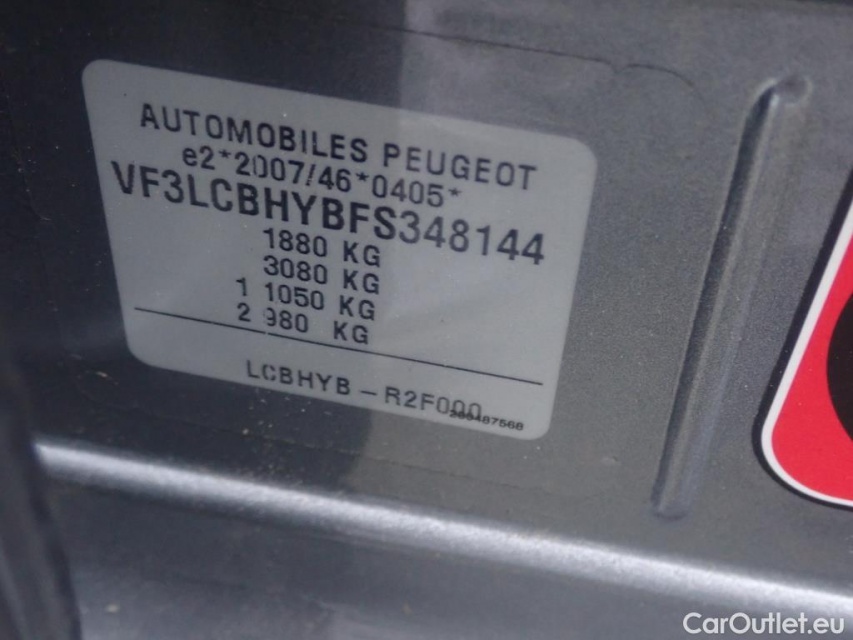 AUTOMOBILES PEUGEOT
e2*2007/46*0405*
VF3LCBHYBFS348144
1880 KG
3080 KG
1 1050 KG
2 980 KG
LCBHYB - R2F000
CarOutlet.eu